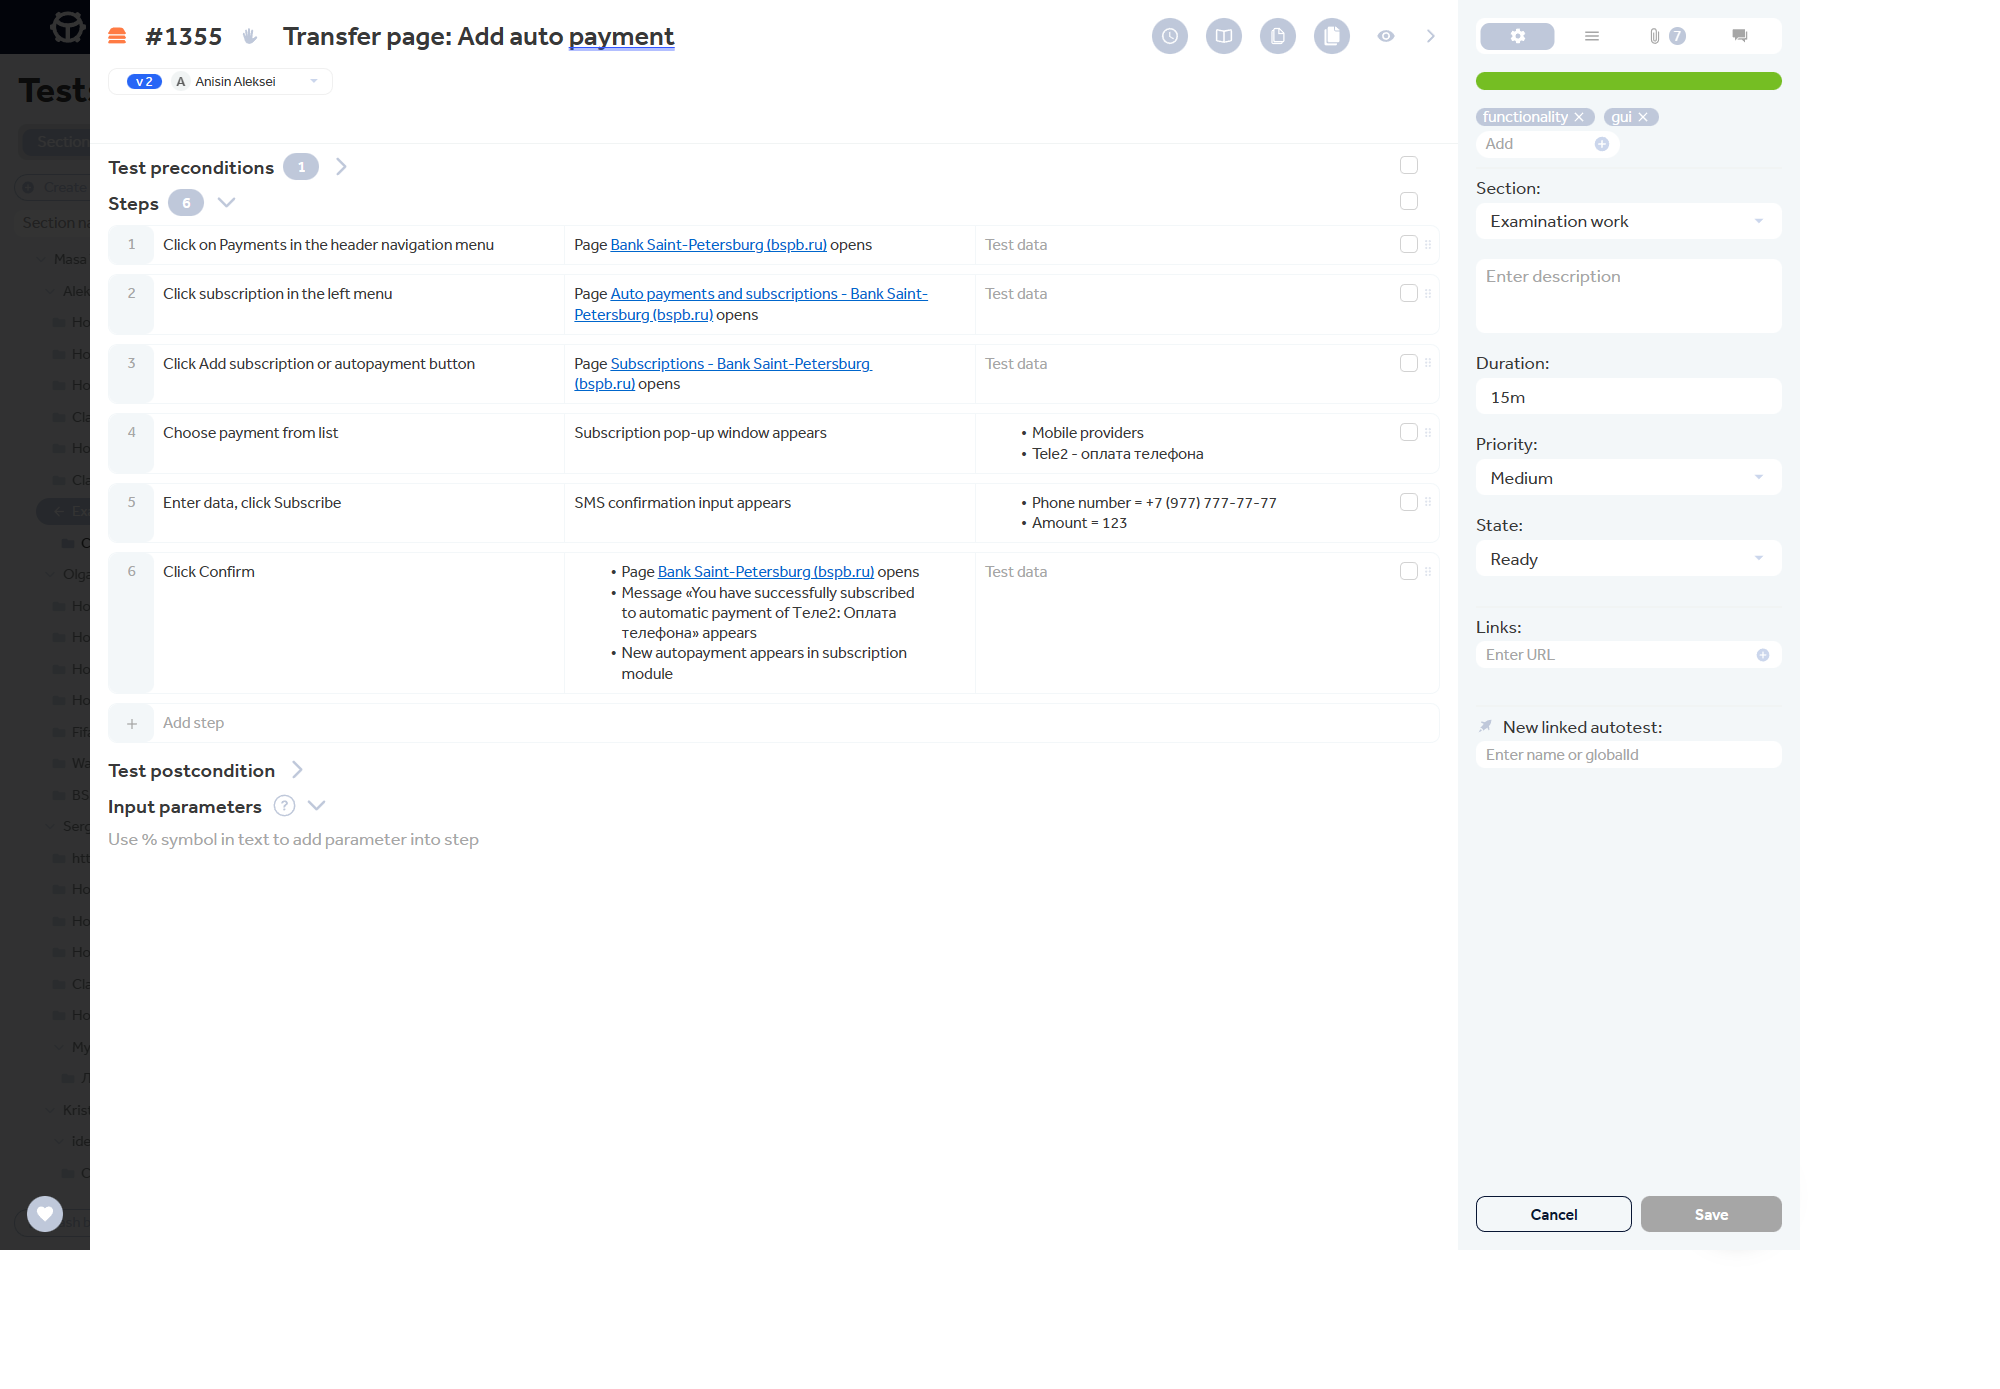 #1355 Transfer page: Add auto payment
v 2 A Anisin Aleksei
Test preconditions 1
Steps 6
1 Click on Payments in the header navigation menu Page Bank Saint-Petersburg (bspb.ru) opens Test data
2 Click subscription in the left menu Page Auto payments and subscriptions - Bank Saint-
Petersburg (bspb.ru) opens Test data
3 Click Add subscription or autopayment button Page Subscriptions - Bank Saint-Petersburg
(bspb.ru) opens Test data
4 Choose payment from list Subscription pop-up window appears • Mobile providers
• Tele2 - оплата телефона
5 Enter data, click Subscribe SMS confirmation input appears • Phone number = +7 (977) 777-77-77
• Amount = 123
6 Click Confirm • Page Bank Saint-Petersburg (bspb.ru) opens Test data
• Message «You have successfully subscribed
to automatic payment of Теле2: Оплата
телефона» appears
• New autopayment appears in subscription
module
+ Add step
Test postcondition
Input parameters ?
Use % symbol in text to add parameter into step
7
functionality × gui ×
Add
Section:
Examination work
Enter description
Duration:
15m
Priority:
Medium
State:
Ready
Links:
Enter URL
New linked autotest:
Enter name or globalId
Cancel Save
Section
Create
Masa